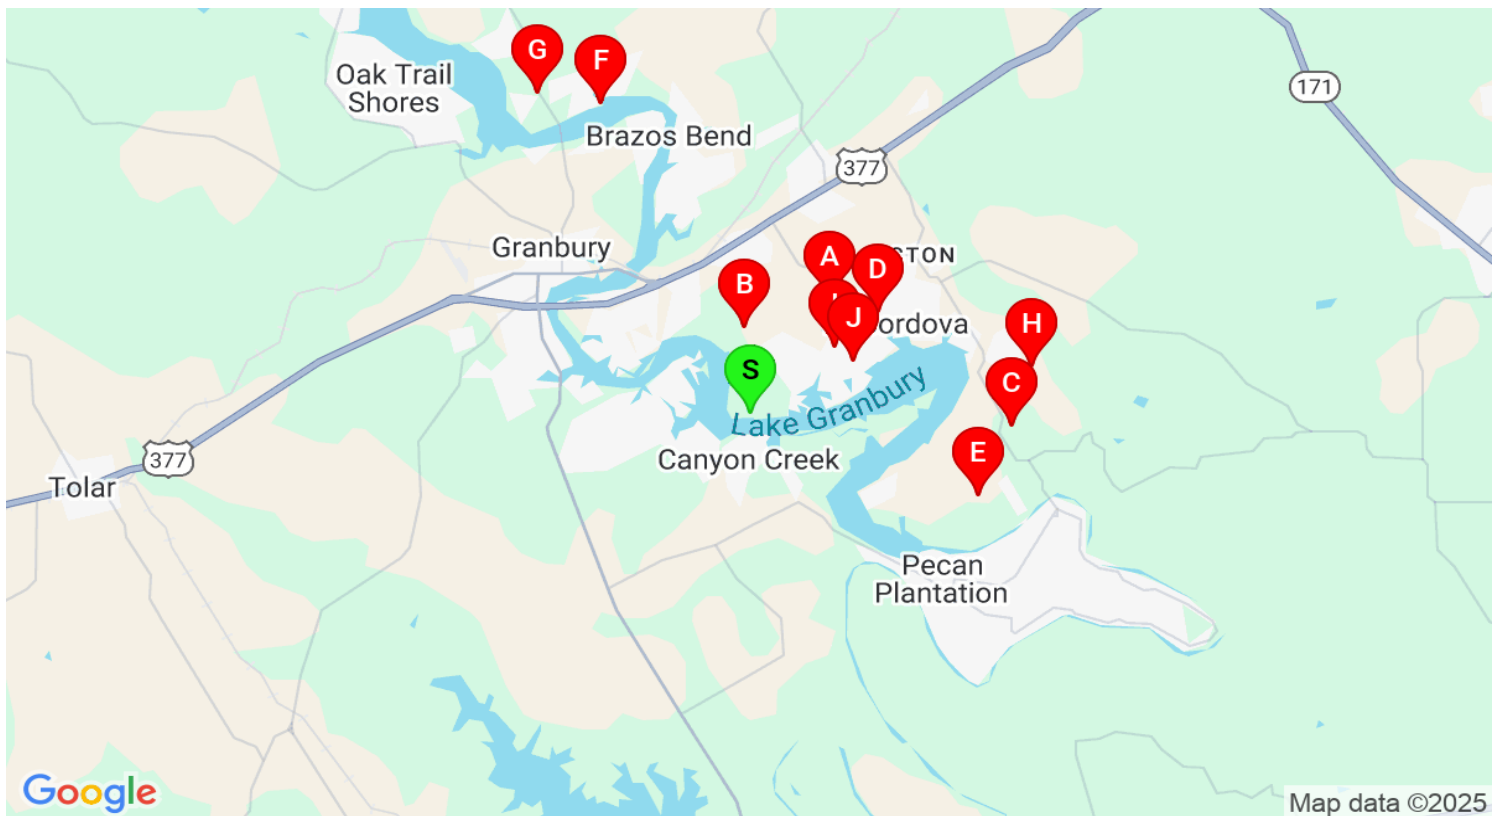 G
F
Oak Trail
Shores
171
Brazos Bend
377
Granbury
A
STON
D
B
J
ordova
H
S
C
Lake Granbury
E
Canyon Creek
377
Tolar
Pecan
Plantation
Google
Map data ©2025